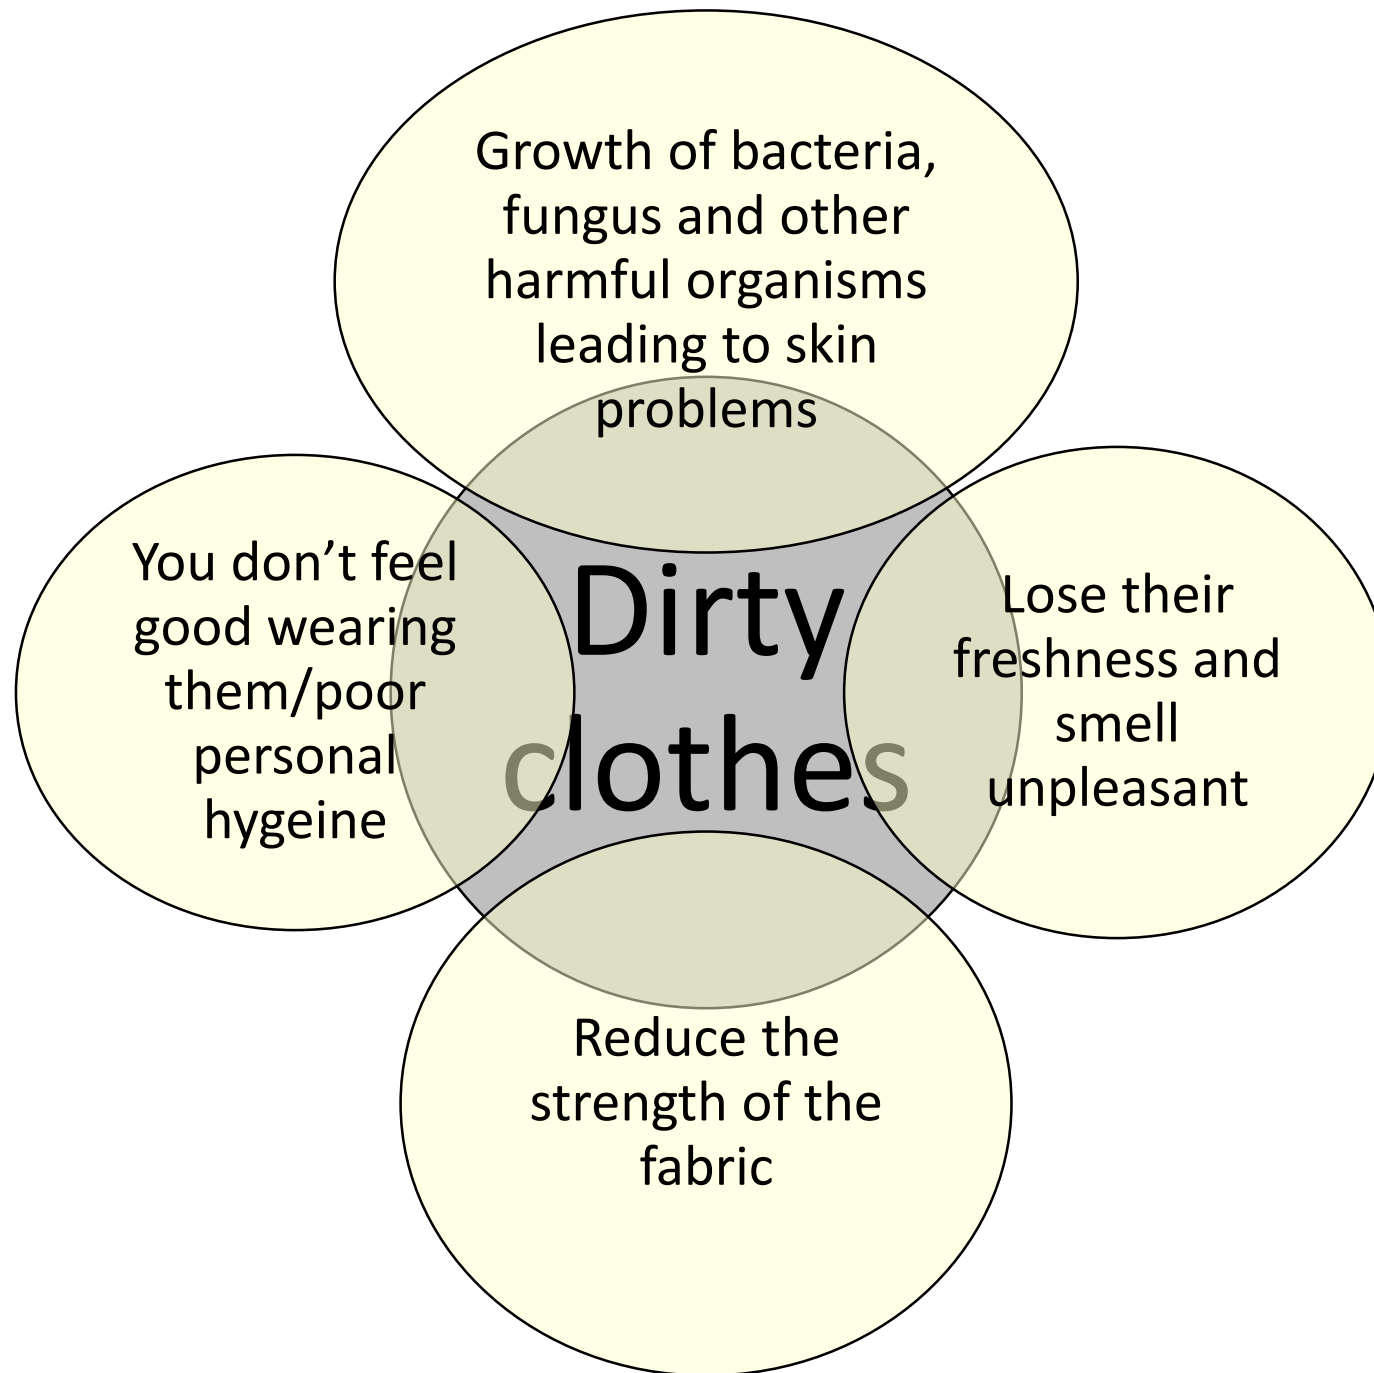 Growth of bacteria,
fungus and other
harmful organisms
leading to skin
problems
You don’t feel
good wearing
them/poor
personal
hygeine
Dirty
clothes
Lose their
freshness and
smell
unpleasant
Reduce the
strength of the
fabric